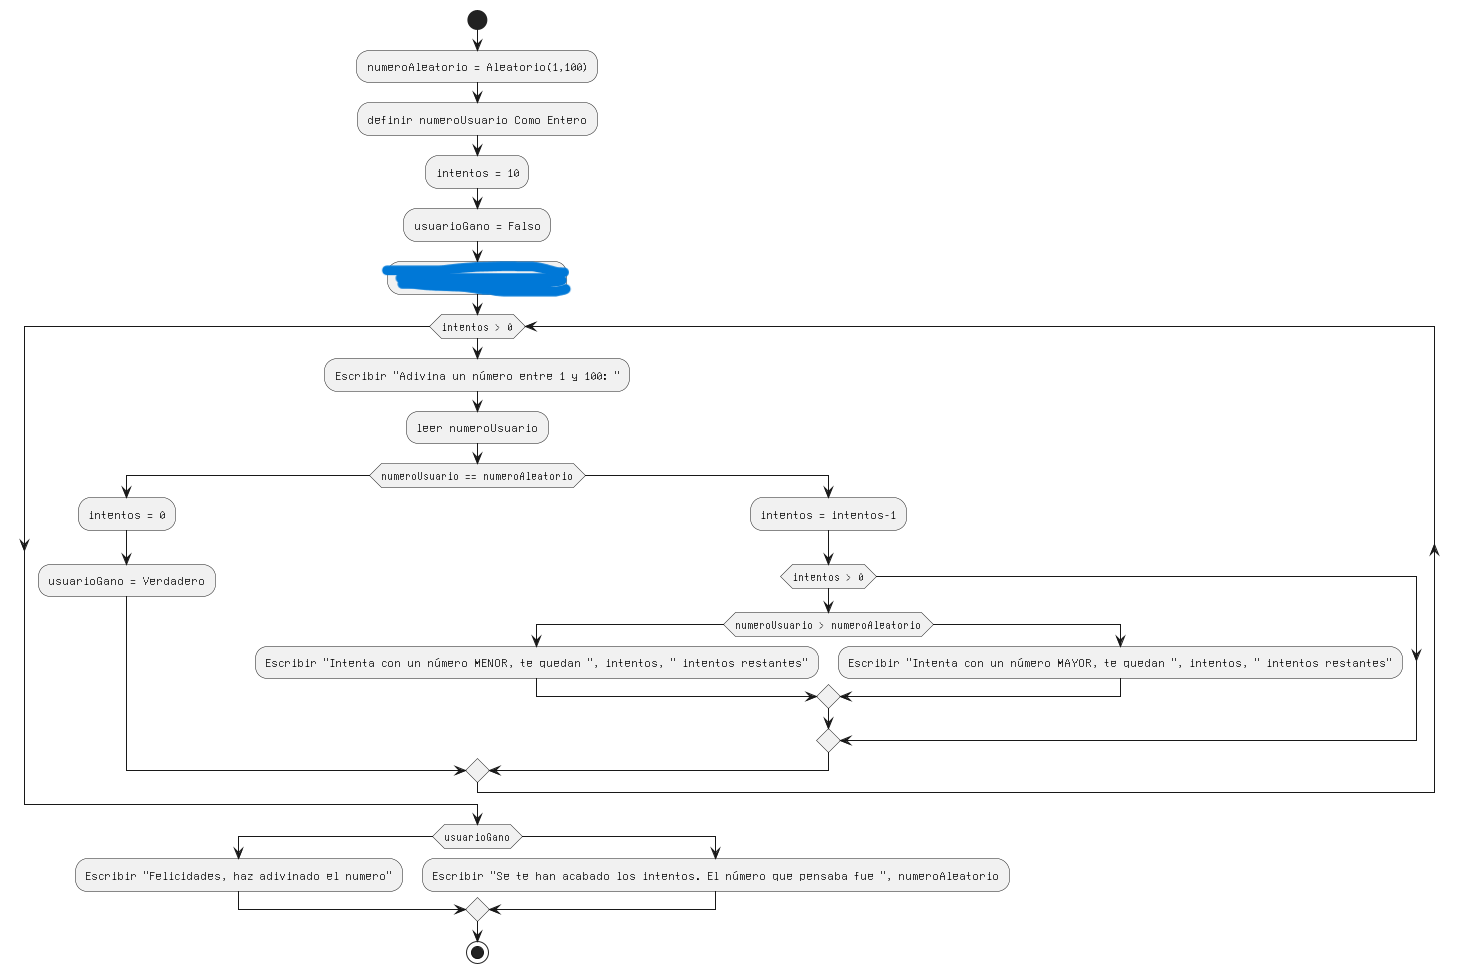 numeroAleatorio = Aleatorio(1,100)
definir numeroUsuario Como Entero
intentos = 10
usuarioGano = Falso
intentos > 0
Escribir "Adivina un número entre 1 y 100: "
leer numeroUsuario
numeroUsuario == numeroAleatorio
intentos = 0
intentos = intentos-1
usuarioGano = Verdadero
intentos > 0
numeroUsuario > numeroAleatorio
Escribir "Intenta con un número MENOR, te quedan ", intentos, " intentos restantes"
Escribir "Intenta con un número MAYOR, te quedan ", intentos, " intentos restantes"
usuarioGano
Escribir "Felicidades, haz adivinado el numero"
Escribir "Se te han acabado los intentos. El número que pensaba fue ", numeroAleatorio